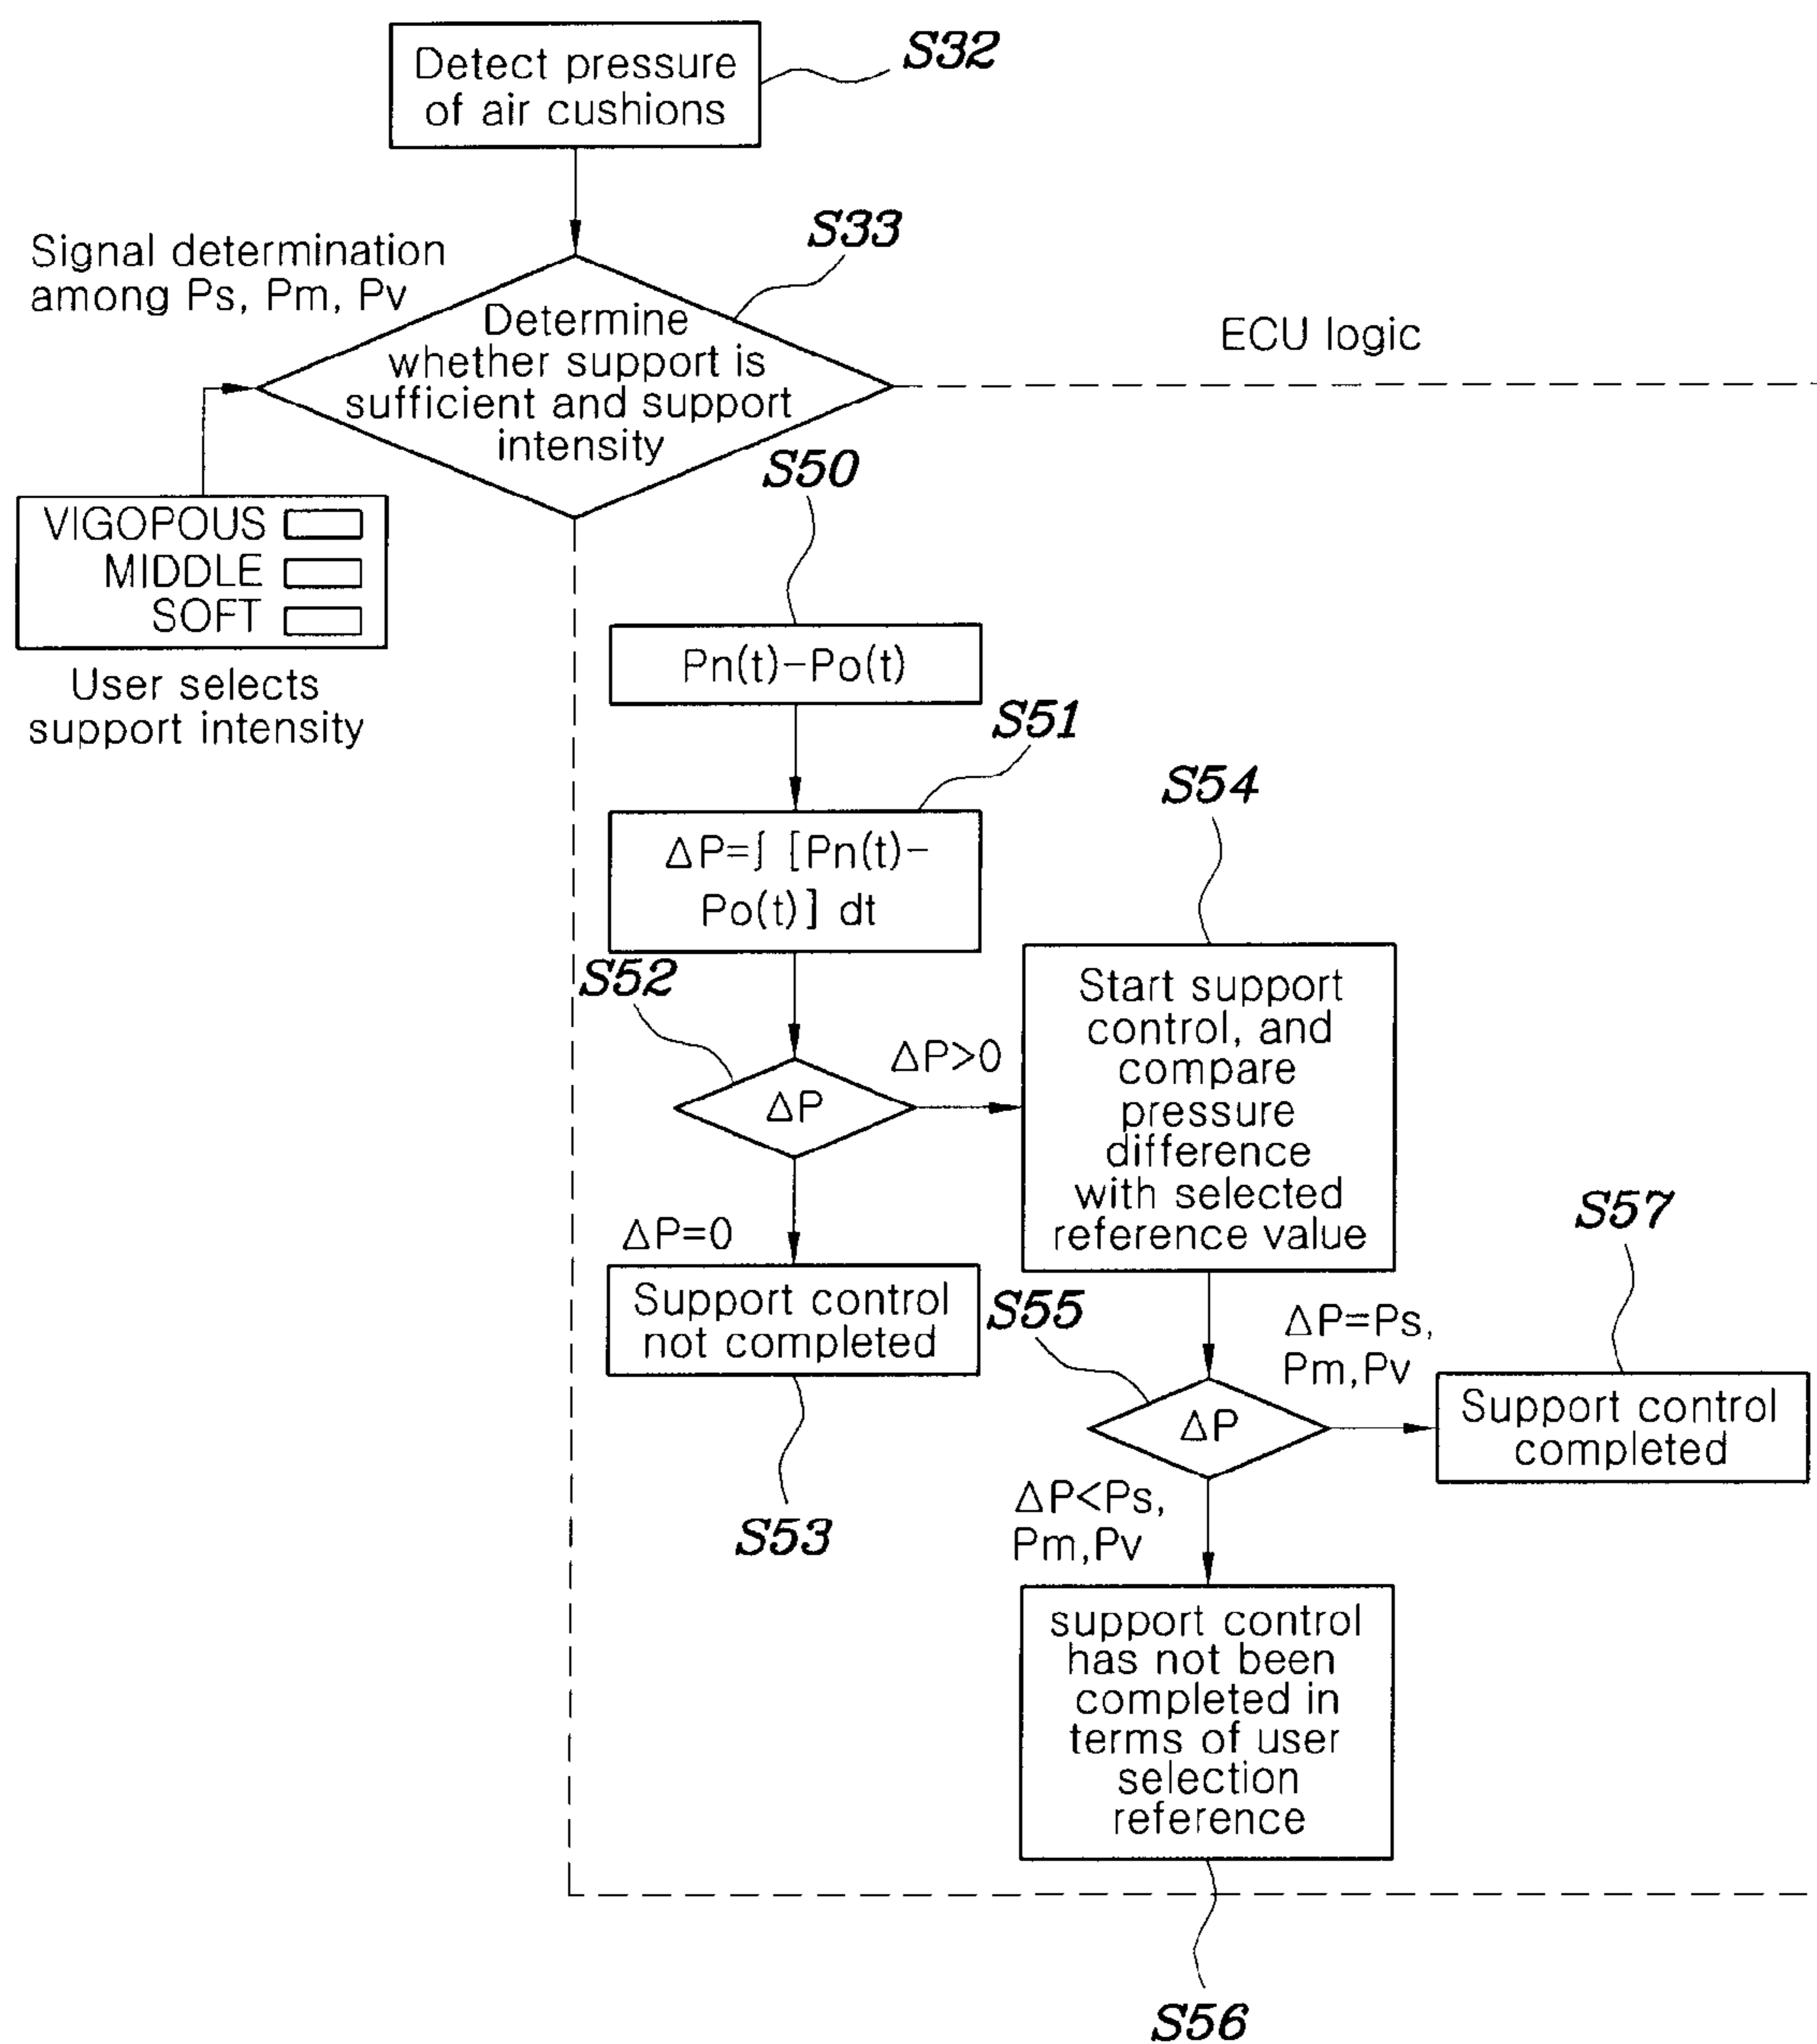 Detect pressure
of air cushions
S32
Signal determination
among Ps, Pm, Pv
S33
Determine
whether support is
sufficient and support
intensity
ECU logic
VIGOPOUS
MIDDLE
SOFT
User selects
support intensity
S50
Pn(t)-Po(t)
S51
ΔP=∫ [Pn(t)-
Po(t)] dt
S52
ΔP
ΔP>0
ΔP=0
Support control
not completed
S53
S54
Start support
control, and
compare
pressure
difference
with selected
reference value
S55
ΔP
ΔP=Ps,
Pm,Pv
S57
Support control
completed
ΔP<Ps,
Pm,Pv
support control
has not been
completed in
terms of user
selection
reference
S56